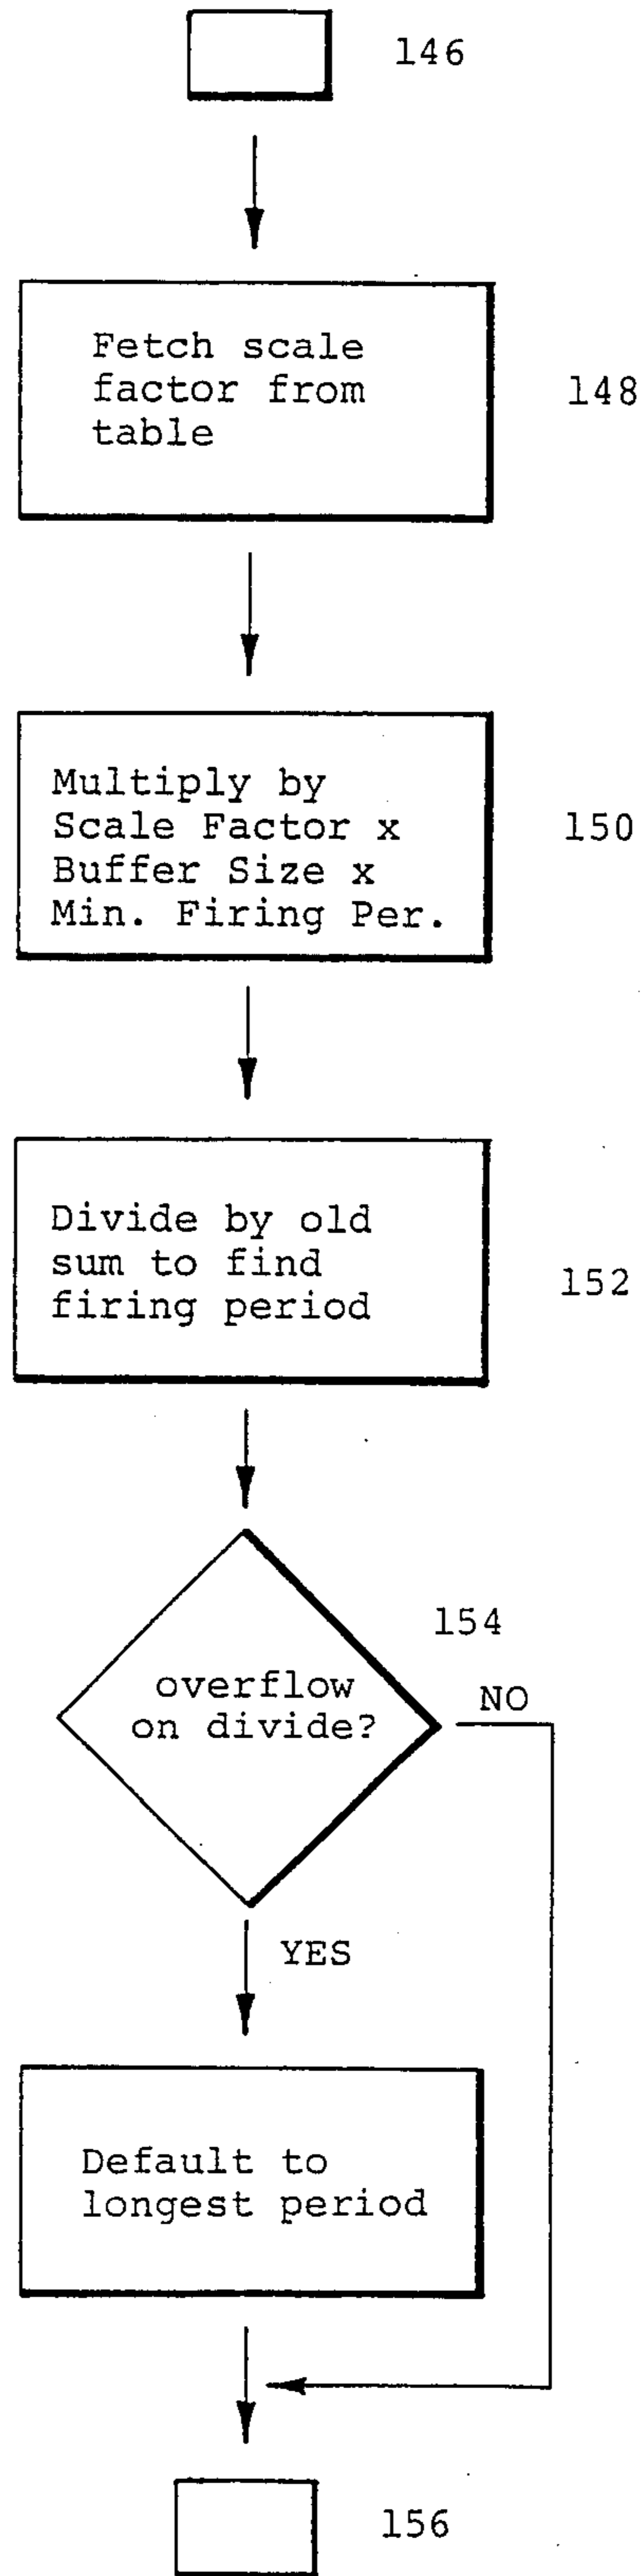 146
Fetch scale
factor from
table
148
Multiply by
Scale Factor x
Buffer Size x
Min. Firing Per.
150
Divide by old
sum to find
firing period
152
154
overflow
on divide?
NO
YES
Default to
longest period
156